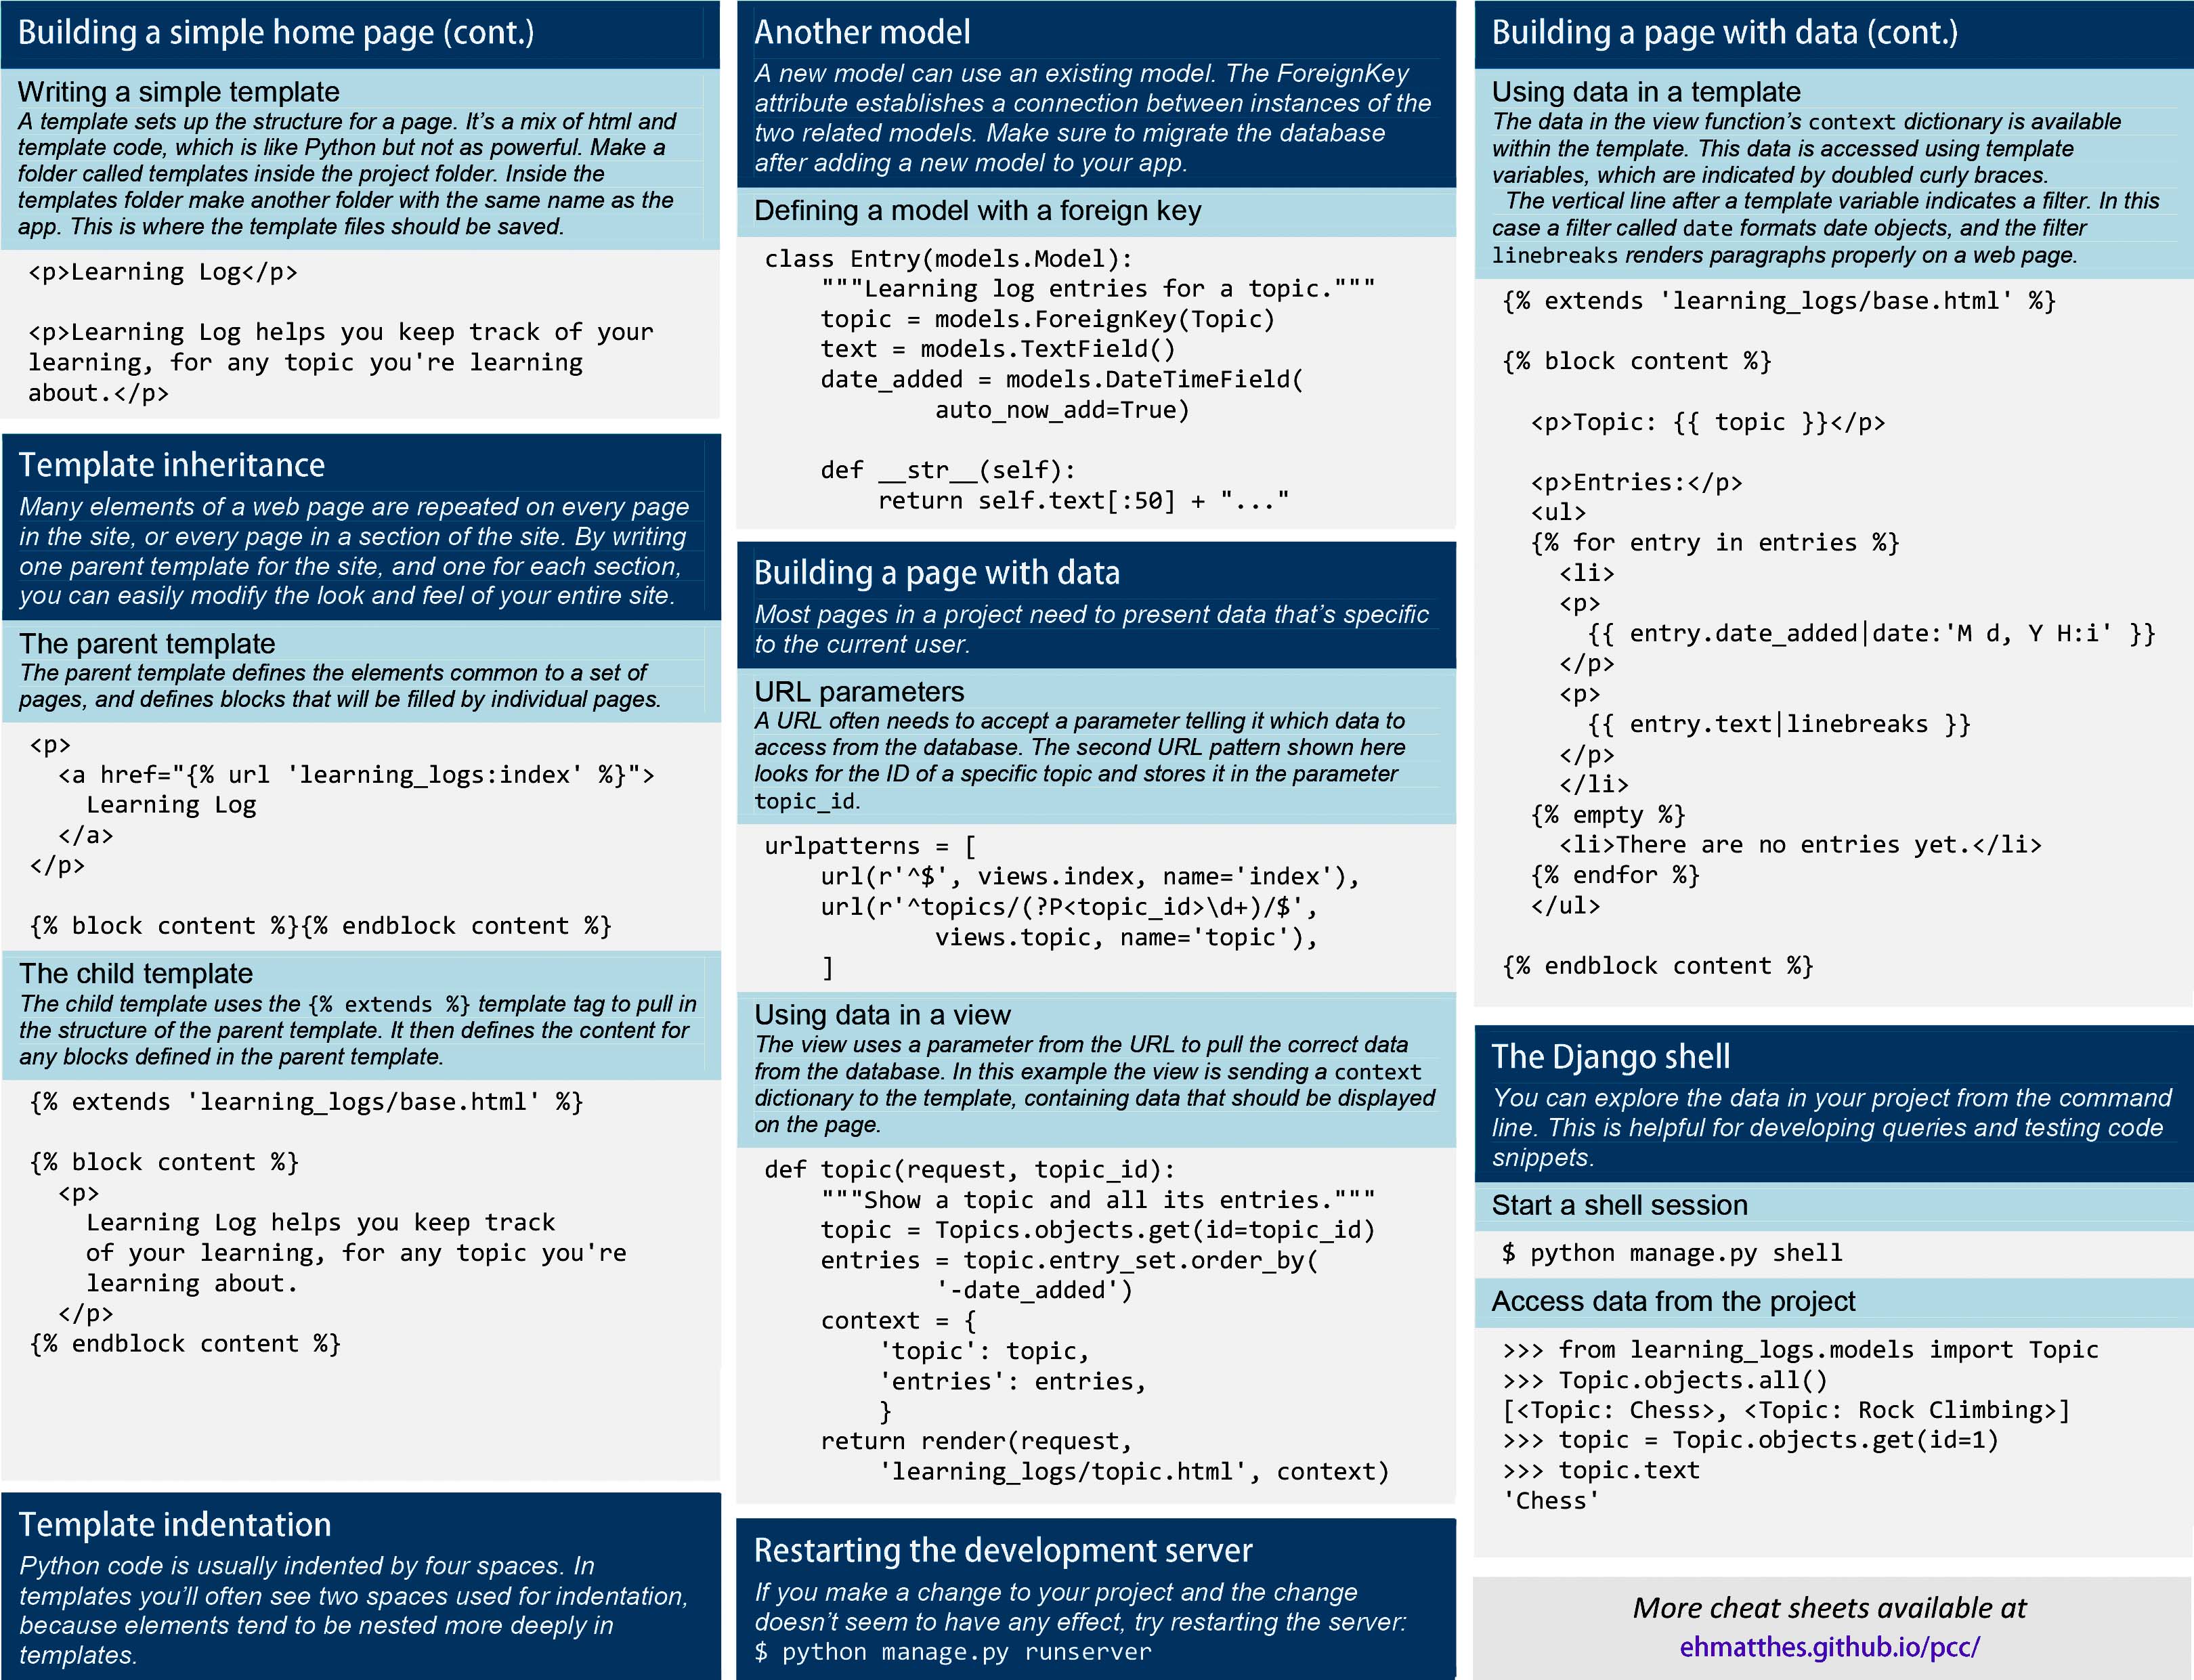 Building a simple home page (cont.)
Writing a simple template
A template sets up the structure for a page. It’s a mix of html and
template code, which is like Python but not as powerful. Make a
folder called templates inside the project folder. Inside the
templates folder make another folder with the same name as the
app. This is where the template files should be saved.
<p>Learning Log</p>

<p>Learning Log helps you keep track of your
learning, for any topic you're learning
about.</p>
Template inheritance
Many elements of a web page are repeated on every page
in the site, or every page in a section of the site. By writing
one parent template for the site, and one for each section,
you can easily modify the look and feel of your entire site.
The parent template
The parent template defines the elements common to a set of
pages, and defines blocks that will be filled by individual pages.
<p>
  <a href="{% url 'learning_logs:index' %}">
    Learning Log
  </a>
</p>

{% block content %}{% endblock content %}
The child template
The child template uses the {% extends %} template tag to pull in
the structure of the parent template. It then defines the content for
any blocks defined in the parent template.
{% extends 'learning_logs/base.html' %}

{% block content %}
  <p>
    Learning Log helps you keep track
    of your learning, for any topic you're
    learning about.
  </p>
{% endblock content %}
Template indentation
Python code is usually indented by four spaces. In
templates you’ll often see two spaces used for indentation,
because elements tend to be nested more deeply in
templates.
Another model
A new model can use an existing model. The ForeignKey
attribute establishes a connection between instances of the
two related models. Make sure to migrate the database
after adding a new model to your app.
Defining a model with a foreign key
class Entry(models.Model):
    """Learning log entries for a topic."""
    topic = models.ForeignKey(Topic)
    text = models.TextField()
    date_added = models.DateTimeField(
            auto_now_add=True)

    def __str__(self):
        return self.text[:50] + "..."
Building a page with data
Most pages in a project need to present data that’s specific
to the current user.
URL parameters
A URL often needs to accept a parameter telling it which data to
access from the database. The second URL pattern shown here
looks for the ID of a specific topic and stores it in the parameter
topic_id.
urlpatterns = [
    url(r'^$', views.index, name='index'),
    url(r'^topics/(?P<topic_id>\d+)/$',
            views.topic, name='topic'),
    ]
Using data in a view
The view uses a parameter from the URL to pull the correct data
from the database. In this example the view is sending a context
dictionary to the template, containing data that should be displayed
on the page.
def topic(request, topic_id):
    """Show a topic and all its entries."""
    topic = Topics.objects.get(id=topic_id)
    entries = topic.entry_set.order_by(
            '-date_added')
    context = {
        'topic': topic,
        'entries': entries,
        }
    return render(request,
        'learning_logs/topic.html', context)
Restarting the development server
If you make a change to your project and the change
doesn’t seem to have any effect, try restarting the server:
$ python manage.py runserver
Building a page with data (cont.)
Using data in a template
The data in the view function’s context dictionary is available
within the template. This data is accessed using template
variables, which are indicated by doubled curly braces.
The vertical line after a template variable indicates a filter. In this
case a filter called date formats date objects, and the filter
linebreaks renders paragraphs properly on a web page.
{% extends 'learning_logs/base.html' %}

{% block content %}

  <p>Topic: {{ topic }}</p>

  <p>Entries:</p>
  <ul>
  {% for entry in entries %}
    <li>
    <p>
      {{ entry.date_added|date:'M d, Y H:i' }}
    </p>
    <p>
      {{ entry.text|linebreaks }}
    </p>
    </li>
  {% empty %}
    <li>There are no entries yet.</li>
  {% endfor %}
  </ul>

{% endblock content %}
The Django shell
You can explore the data in your project from the command
line. This is helpful for developing queries and testing code
snippets.
Start a shell session
$ python manage.py shell
Access data from the project
>>> from learning_logs.models import Topic
>>> Topic.objects.all()
[<Topic: Chess>, <Topic: Rock Climbing>]
>>> topic = Topic.objects.get(id=1)
>>> topic.text
'Chess'
More cheat sheets available at
ehmatthes.github.io/pcc/